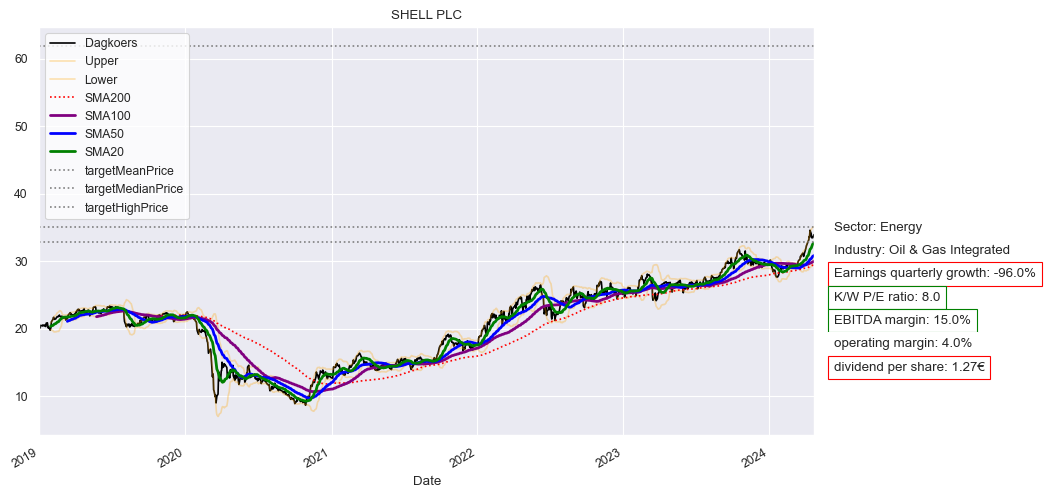 SHELL PLC
Dagkoers
Upper
Lower
SMA200
SMA100
SMA50
SMA20
targetMeanPrice
targetMedianPrice
targetHighPrice
60
50
40
30
20
10
2019
2020
2021
2022
2023
2024
Date
Sector: Energy
Industry: Oil & Gas Integrated
Earnings quarterly growth: -96.0%
K/W P/E ratio: 8.0
EBITDA margin: 15.0%
operating margin: 4.0%
dividend per share: 1.27€